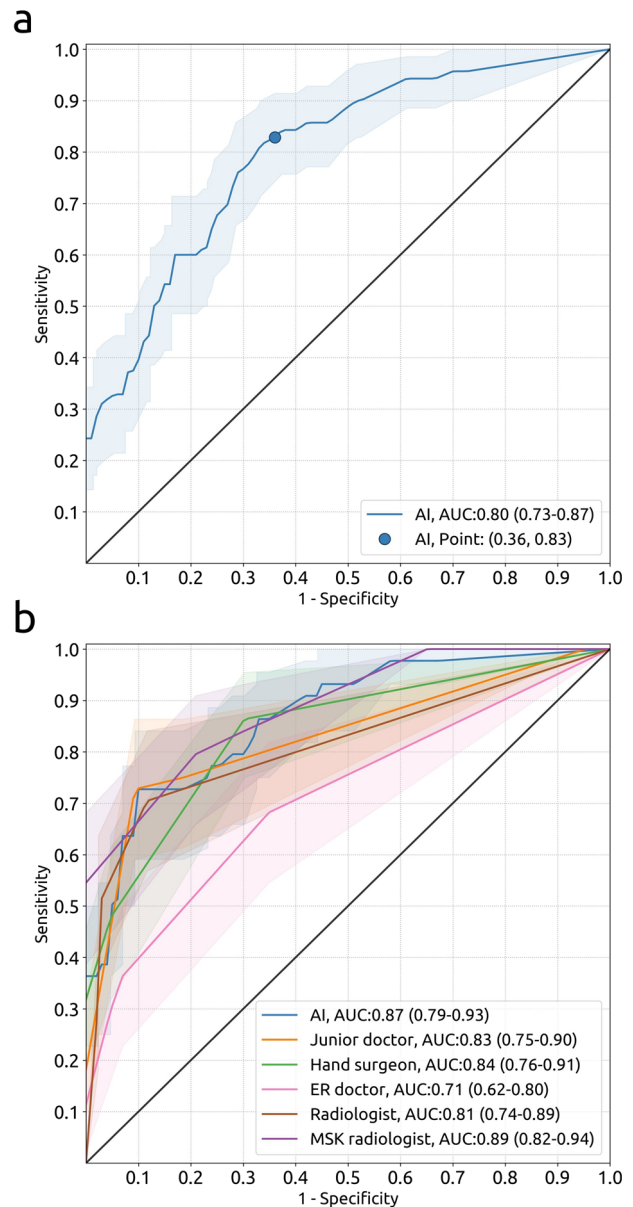 a
1.0
0.9
0.8
0.7
0.6
0.5
0.4
0.3
0.2
0.1
Sensitivity
AI, AUC:0.80 (0.73-0.87)
AI, Point: (0.36, 0.83)
0.1 0.2 0.3 0.4 0.5 0.6 0.7 0.8 0.9 1.0
1 - Specificity
b
1.0
0.9
0.8
0.7
0.6
0.5
0.4
0.3
0.2
0.1
Sensitivity
AI, AUC:0.87 (0.79-0.93)
Junior doctor, AUC:0.83 (0.75-0.90)
Hand surgeon, AUC:0.84 (0.76-0.91)
ER doctor, AUC:0.71 (0.62-0.80)
Radiologist, AUC:0.81 (0.74-0.89)
MSK radiologist, AUC:0.89 (0.82-0.94)
0.1 0.2 0.3 0.4 0.5 0.6 0.7 0.8 0.9 1.0
1 - Specificity